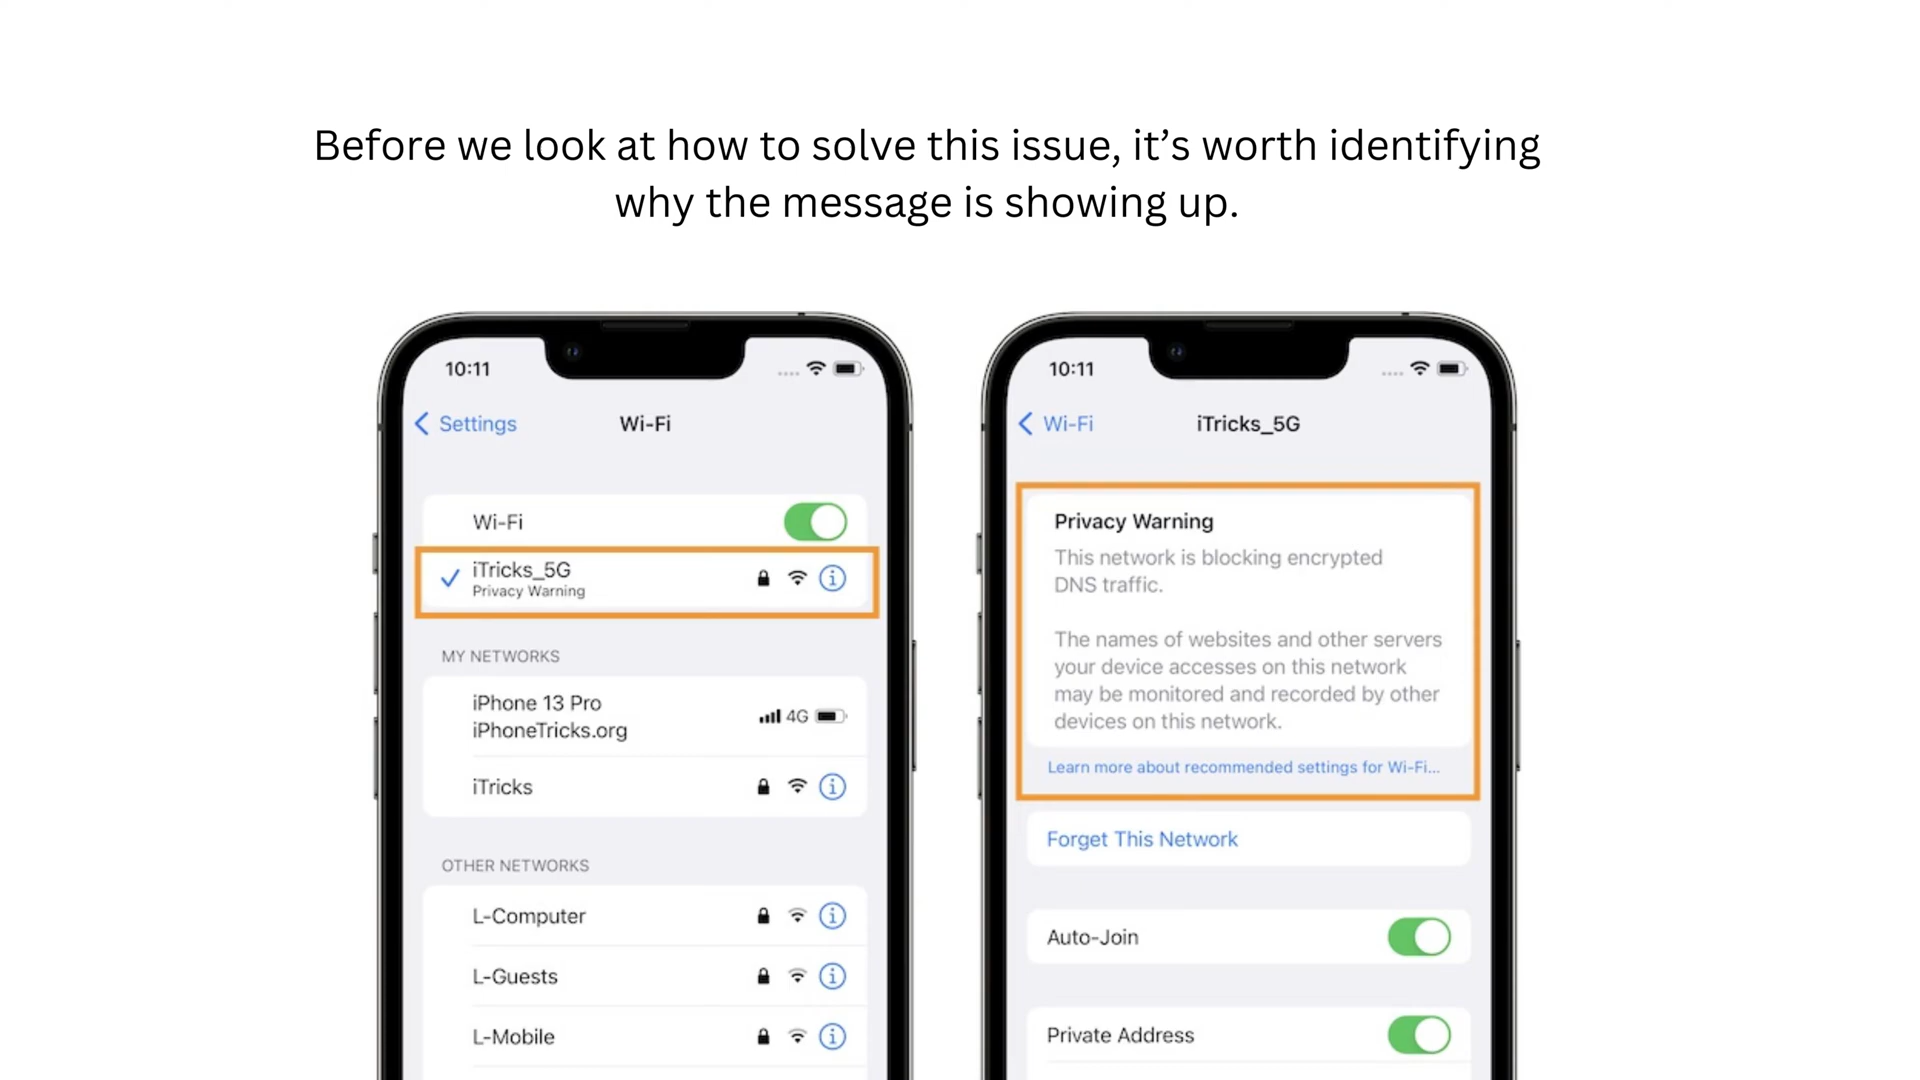 Before we look at how to solve this issue, it’s worth identifying
why the message is showing up.
10:11
Settings
Wi-Fi
Wi-Fi
iTricks_5G
Privacy Warning
MY NETWORKS
iPhone 13 Pro
iPhoneTricks.org
4G
iTricks
OTHER NETWORKS
L-Computer
L-Guests
L-Mobile
10:11
Wi-Fi
iTricks_5G
Privacy Warning
This network is blocking encrypted
DNS traffic.
The names of websites and other servers
your device accesses on this network
may be monitored and recorded by other
devices on this network.
Learn more about recommended settings for Wi-Fi...
Forget This Network
Auto-Join
Private Address